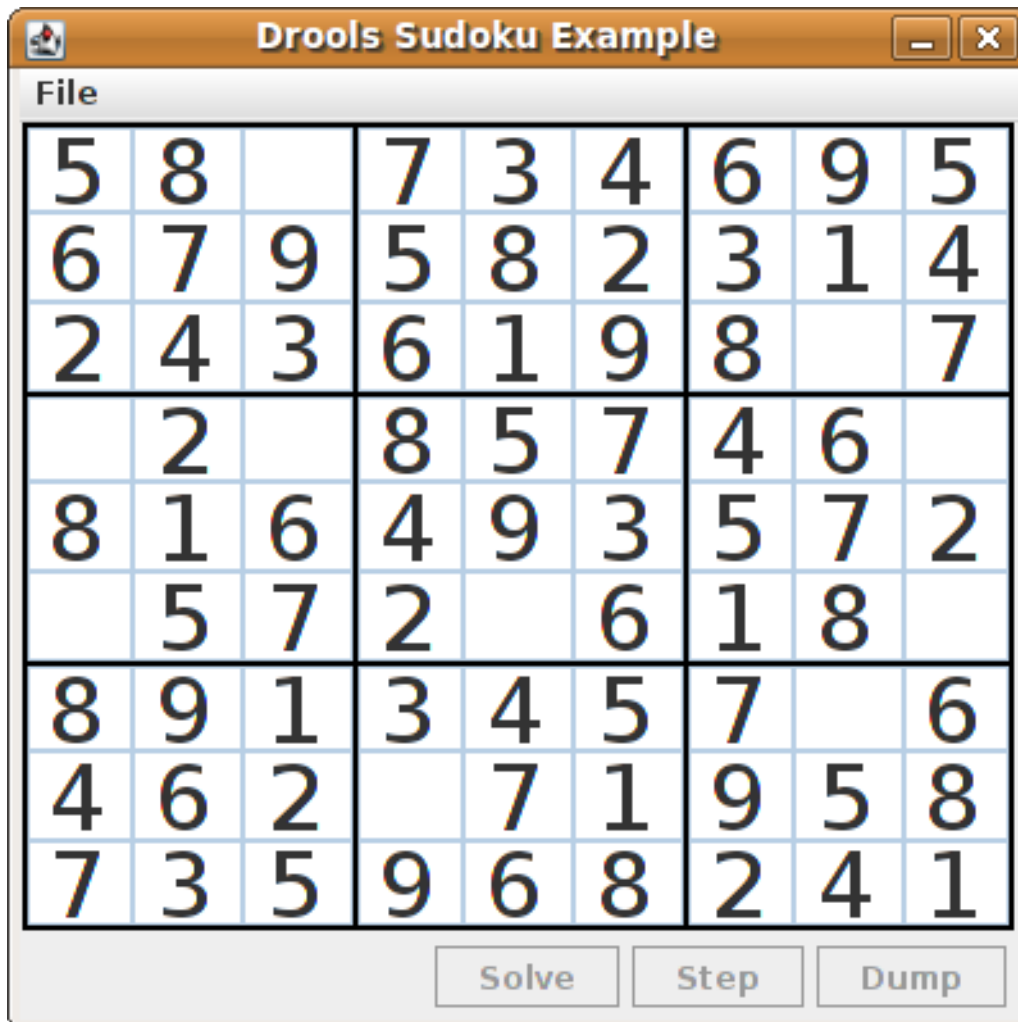 Drools Sudoku Example
File
5 8 7 3 4 6 9 5
6 7 9 5 8 2 3 1 4
2 4 3 6 1 9 8 7
2 8 5 7 4 6
8 1 6 4 9 3 5 7 2
5 7 2 6 1 8
8 9 1 3 4 5 7 6
4 6 2 7 1 9 5 8
7 3 5 9 6 8 2 4 1
Solve Step Dump